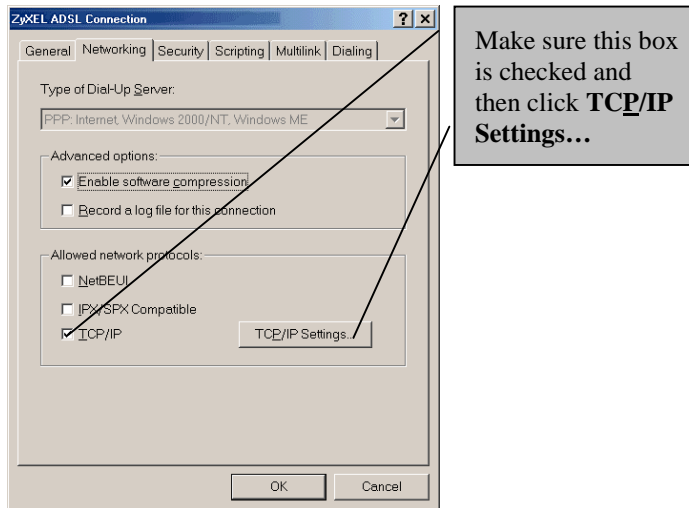 ZyXEL ADSL Connection
General Networking Security Scripting Multilink Dialing
Type of Dial-Up Server:
PPP: Internet, Windows 2000/NT, Windows ME
Advanced options:
Enable software compression
Record a log file for this connection
Allowed network protocols:
NetBEUI
IPX/SPX Compatible
TCP/IP
TCP/IP Settings...
OK Cancel
Make sure this box
is checked and
then click TCP/IP
Settings…